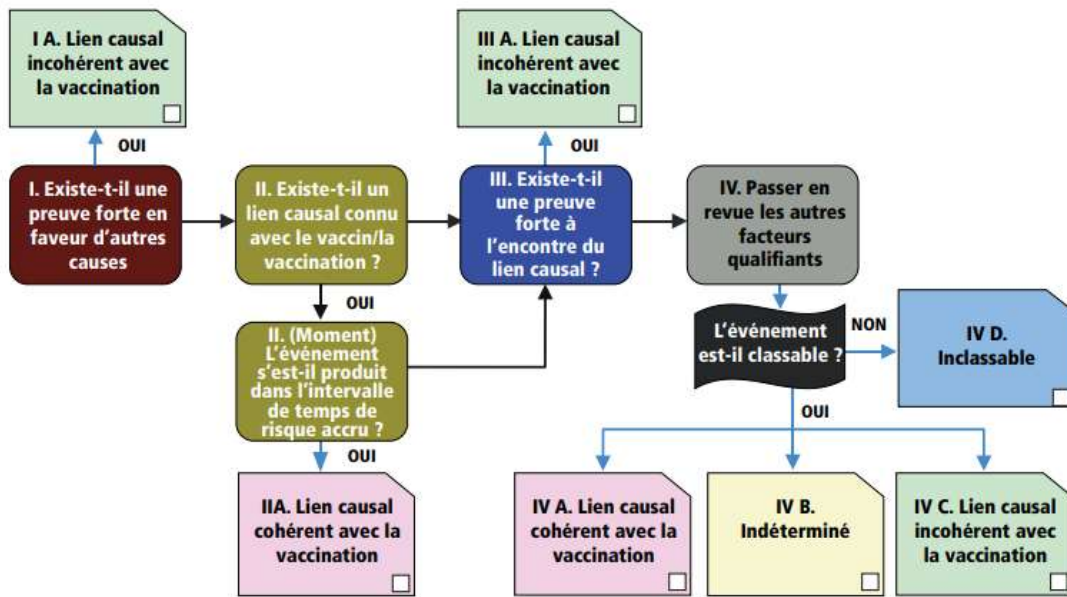 I A. Lien causal
incohérent avec
la vaccination
OUI
III A. Lien causal
incohérent avec
la vaccination
OUI
I. Existe-t-il une
preuve forte en
faveur d'autres
causes
II. Existe-t-il un
lien causal connu
avec le vaccin/la
vaccination ?
OUI
III. Existe-t-il
une preuve
forte à
l'encontre du
lien causal ?
IV. Passer en
revue les autres
facteurs
qualifiants
II. (Moment)
L'événement
s'est-il produit
dans l'intervalle
de temps de
risque accru ?
OUI
L'événement
est-il classable ?
NON
OUI
IV D.
Inclassable
IIA. Lien causal
cohérent avec la
vaccination
IV A. Lien causal
cohérent avec la
vaccination
IV B.
Indéterminé
IV C. Lien causal
incohérent avec
la vaccination